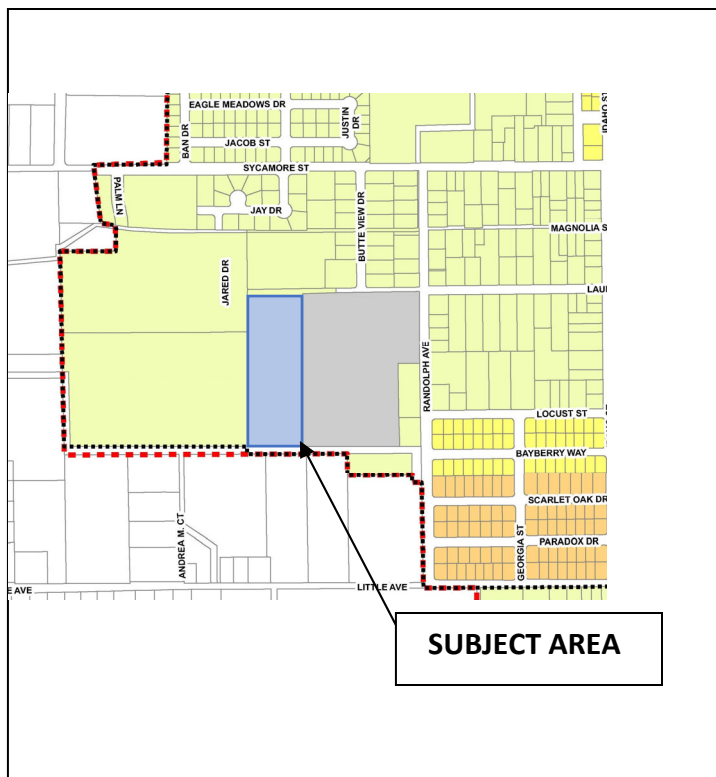 EAGLE MEADOWS DR
IDAHO ST
BAN DR
JUSTIN DR
JACOB ST
SYCAMORE ST
PALM LN
JAY DR
BUTTE VIEW DR
MAGNOLIA S
JARED DR
LAU
RANDOLPH AVE
LOCUST ST
BAYBERRY WAY
SCARLET OAK DR
ANDREA M. CT
GEORGIA ST
PARADOX DR
E AVE
LITTLE AVE
SUBJECT AREA